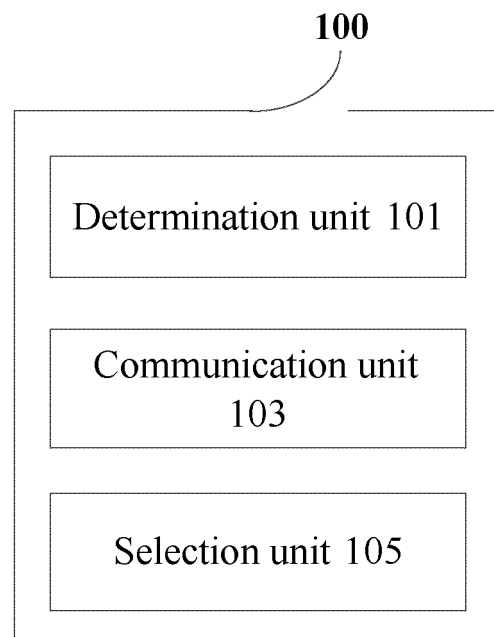 100
Determination unit 101
Communication unit
103
Selection unit 105